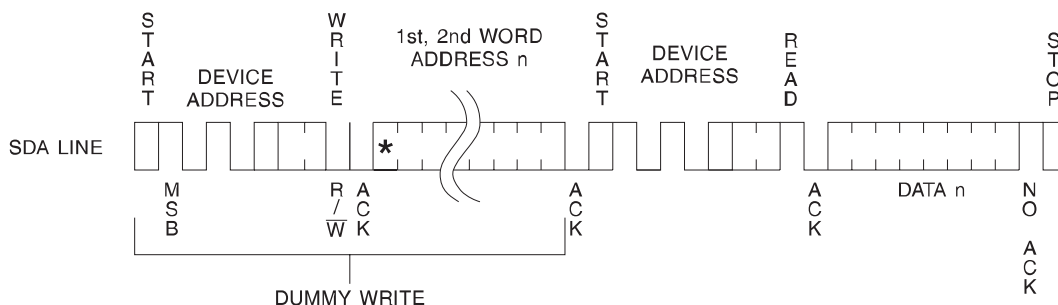 START
WRITE
1st, 2nd WORD
ADDRESS n
START
READ
STOP
DEVICE
ADDRESS
DEVICE
ADDRESS
SDA LINE
*
MSB
R/W
ACK
ACK
ACK
DATA n
NO ACK
DUMMY WRITE